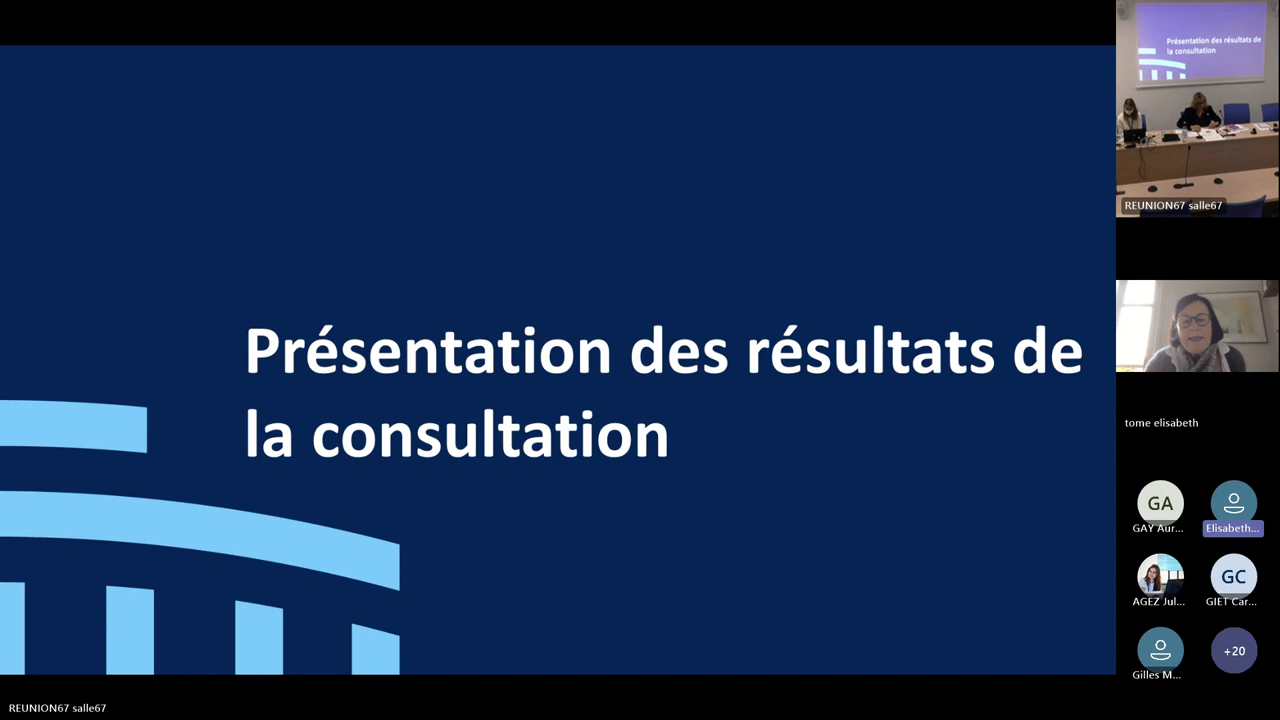 Présentation des résultats de
la consultation
Présentation des résultats de
la consultation
REUNION67 salle67
tome elisabeth
GA
GAY Aur...
Elisabeth...
AGEZ Jul...
GC
GIET Car...
Gilles M...
+20
REUNION67 salle67